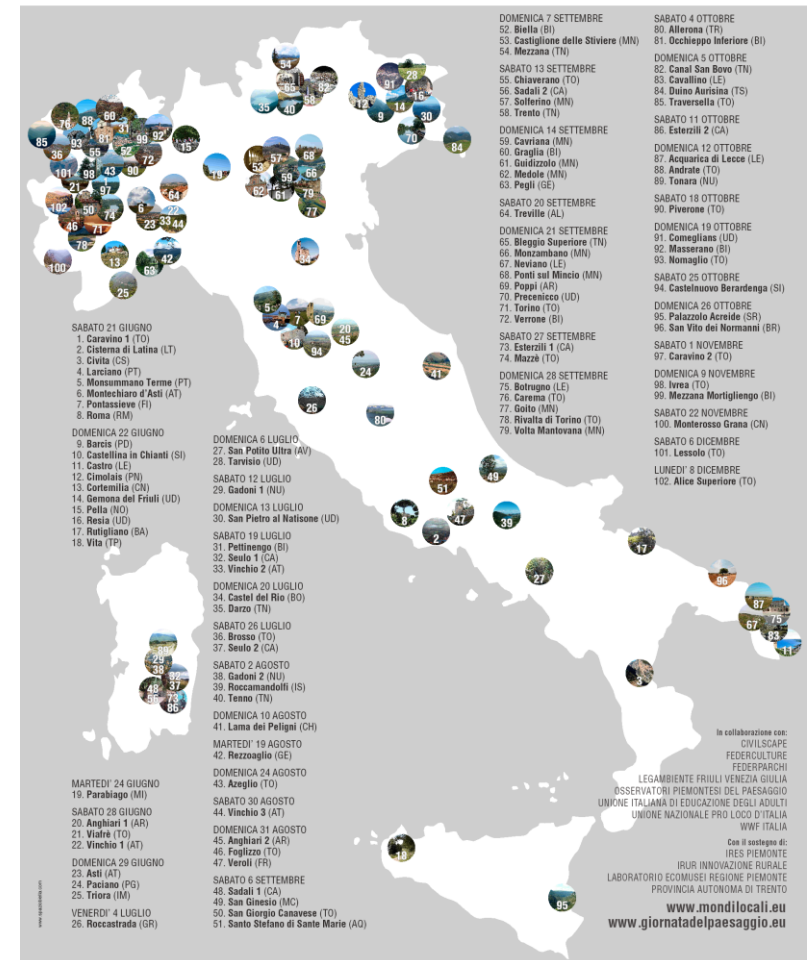 SABATO 21 GIUGNO
1. Caravino 1 (TO)
2. Cisterna di Latina (LT)
3. Civita (CS)
4. Larciano (PT)
5. Monsummano Terme (PT)
6. Montechiaro d'Asti (AT)
7. Pontassieve (FI)
8. Roma (RM)
DOMENICA 22 GIUGNO
9. Barcis (PD)
10. Castellina in Chianti (SI)
11. Castro (LE)
12. Cimolais (PN)
13. Cortemilia (CN)
14. Gemona del Friuli (UD)
15. Pella (NO)
16. Resia (UD)
17. Rutigliano (BA)
18. Vita (TP)
MARTEDI' 24 GIUGNO
19. Parabiago (MI)
SABATO 28 GIUGNO
20. Anghiari 1 (AR)
21. Viafrè (TO)
22. Vinchio 1 (AT)
DOMENICA 29 GIUGNO
23. Asti (AT)
24. Paciano (PG)
25. Triora (IM)
VENERDI' 4 LUGLIO
26. Roccastrada (GR)
DOMENICA 6 LUGLIO
27. San Potito Ultra (AV)
28. Tarvisio (UD)
SABATO 12 LUGLIO
29. Gadoni 1 (NU)
DOMENICA 13 LUGLIO
30. San Pietro al Natisone (UD)
SABATO 19 LUGLIO
31. Pettinengo (BI)
32. Seulo 1 (CA)
33. Vinchio 2 (AT)
DOMENICA 20 LUGLIO
34. Castel del Rio (BO)
35. Darzo (TN)
SABATO 26 LUGLIO
36. Brosso (TO)
37. Seulo 2 (CA)
SABATO 2 AGOSTO
38. Gadoni 2 (NU)
39. Roccamandolfi (IS)
40. Tenno (TN)
DOMENICA 10 AGOSTO
41. Lama dei Peligni (CH)
MARTEDI' 19 AGOSTO
42. Rezzoaglio (GE)
DOMENICA 24 AGOSTO
43. Azeglio (TO)
SABATO 30 AGOSTO
44. Vinchio 3 (AT)
DOMENICA 31 AGOSTO
45. Anghiari 2 (AR)
46. Foglizzo (TO)
47. Veroli (FR)
SABATO 6 SETTEMBRE
48. Sadali 1 (CA)
49. San Ginesio (MC)
50. San Giorgio Canavese (TO)
51. Santo Stefano di Sante Marie (AQ)
DOMENICA 7 SETTEMBRE
52. Biella (BI)
53. Castiglione delle Stiviere (MN)
54. Mezzana (TN)
SABATO 13 SETTEMBRE
55. Chiaverano (TO)
56. Sadali 2 (CA)
57. Solferino (MN)
58. Trento (TN)
DOMENICA 14 SETTEMBRE
59. Cavriana (MN)
60. Graglia (BI)
61. Guidizzolo (MN)
62. Medole (MN)
63. Pegli (GE)
SABATO 20 SETTEMBRE
64. Treville (AL)
DOMENICA 21 SETTEMBRE
65. Bleggio Superiore (TN)
66. Monzambano (MN)
67. Neviano (LE)
68. Ponti sul Mincio (MN)
69. Poppi (AR)
70. Precenicco (UD)
71. Torino (TO)
72. Verrone (BI)
SABATO 27 SETTEMBRE
73. Esterzili 1 (CA)
74. Mazzè (TO)
DOMENICA 28 SETTEMBRE
75. Botrugno (LE)
76. Carema (TO)
77. Goito (MN)
78. Rivalta di Torino (TO)
79. Volta Mantovana (MN)
SABATO 4 OTTOBRE
80. Allerona (TR)
81. Occhieppo Inferiore (BI)
DOMENICA 5 OTTOBRE
82. Canal San Bovo (TN)
83. Cavallino (LE)
84. Duino Aurisina (TS)
85. Traversella (TO)
SABATO 11 OTTOBRE
86. Esterzili 2 (CA)
DOMENICA 12 OTTOBRE
87. Acquarica di Lecce (LE)
88. Andrate (TO)
89. Tonara (NU)
SABATO 18 OTTOBRE
90. Piverone (TO)
DOMENICA 19 OTTOBRE
91. Comeglians (UD)
92. Masserano (BI)
93. Nomaglio (TO)
SABATO 25 OTTOBRE
94. Castelnuovo Berardenga (SI)
DOMENICA 26 OTTOBRE
95. Palazzolo Acreide (SR)
96. San Vito dei Normanni (BR)
SABATO 1 NOVEMBRE
97. Caravino 2 (TO)
DOMENICA 9 NOVEMBRE
98. Ivrea (TO)
99. Mezzana Mortigliengo (BI)
SABATO 22 NOVEMBRE
100. Monterosso Grana (CN)
SABATO 6 DICEMBRE
101. Lessolo (TO)
LUNEDI' 8 DICEMBRE
102. Alice Superiore (TO)
In collaborazione con:
CIVILSCAPE
FEDERCULTURE
FEDERPARCHI
LEGAMBIENTE FRIULI VENEZIA GIULIA
OSSERVATORI PIEMONTESI DEL PAESAGGIO
UNIONE ITALIANA DI EDUCAZIONE DEGLI ADULTI
UNIONE NAZIONALE PRO LOCO D'ITALIA
WWF ITALIA
Con il sostegno di:
IRES PIEMONTE
IRUR INNOVAZIONE RURALE
LABORATORIO ECOMUSEI REGIONE PIEMONTE
PROVINCIA AUTONOMA DI TRENTO
www.mondilocali.eu
www.giornatadelpaesaggio.eu